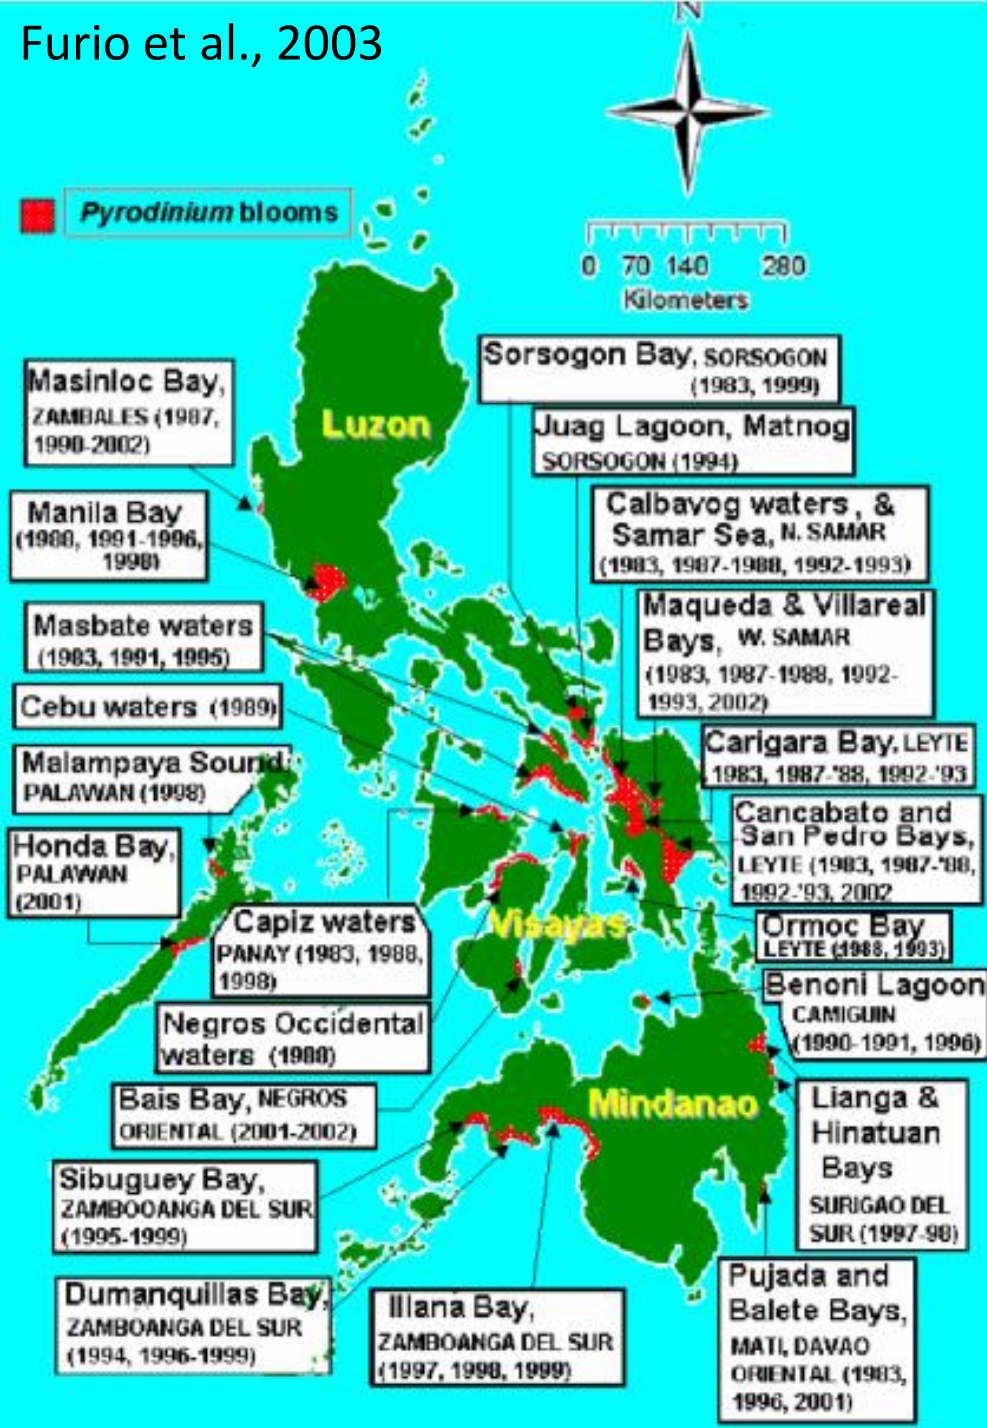 Furio et al., 2003
N
Pyrodinium blooms
0 70 140 280
Kilometers
Sorsogon Bay, SORSOGON
(1983, 1999)
Masinloc Bay,
ZAMBALES (1987,
1990-2002)
Luzon
Juag Lagoon, Matnog
SORSOGON (1994)
Manila Bay
(1988, 1991-1996,
1998)
Calbayog waters, &
Samar Sea, N. SAMAR
(1983, 1987-1988, 1992-1993)
Masbate waters
(1983, 1991, 1995)
Maqueda & Villareal
Bays, W. SAMAR
(1983, 1987-1988, 1992-
1993, 2002)
Cebu waters (1989)
Carigara Bay, LEYTE
1983, 1987-'88, 1992-'93
Malampaya Sound,
PALAWAN (1998)
Cancabato and
San Pedro Bays,
LEYTE (1983, 1987-'88,
1992-'93, 2002
Honda Bay,
PALAWAN
(2001)
Capiz waters
PANAY (1983, 1988,
1998)
Visayas
Ormoc Bay
LEYTE (1988, 1993)
Benoni Lagoon
CAMIGUIN
(1990-1991, 1996)
Negros Occidental
waters (1988)
Bais Bay, NEGROS
ORIENTAL (2001-2002)
Mindanao
Lianga &
Hinatuan
Bays
SURIGAO DEL
SUR (1997-98)
Sibuguey Bay,
ZAMBOOANGA DEL SUR
(1995-1999)
Dumanquillas Bay,
ZAMBOANGA DEL SUR
(1994, 1996-1999)
Illana Bay,
ZAMBOANGA DEL SUR
(1997, 1998, 1999)
Pujada and
Balete Bays,
MATI, DAVAO
ORIENTAL (1983,
1996, 2001)